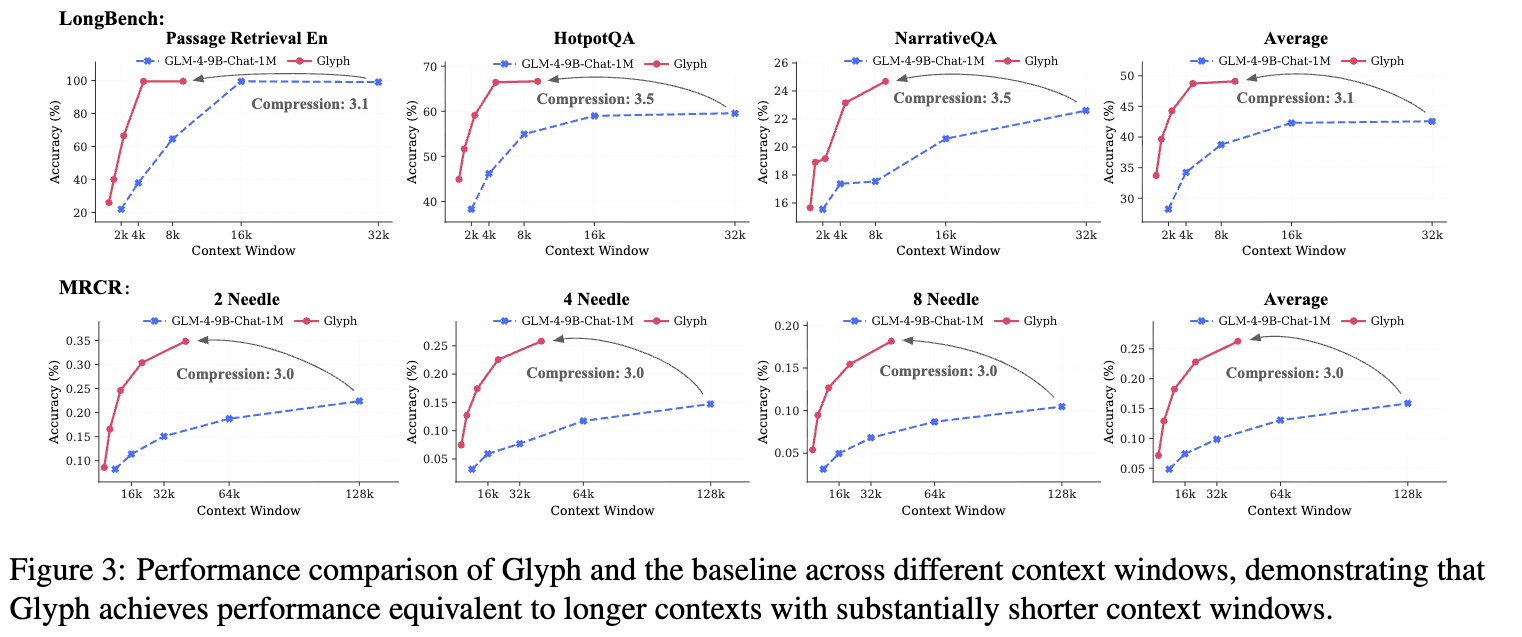 LongBench:
Passage Retrieval En
GLM-4-9B-Chat-1M
Glyph
Compression: 3.1
Accuracy (%)
100
80
60
40
20
2k 4k 8k 16k 32k
Context Window
HotpotQA
GLM-4-9B-Chat-1M
Glyph
Compression: 3.5
Accuracy (%)
70
60
50
40
2k 4k 8k 16k 32k
Context Window
NarrativeQA
GLM-4-9B-Chat-1M
Glyph
Compression: 3.5
Accuracy (%)
26
24
22
20
18
16
2k 4k 8k 16k 32k
Context Window
Average
GLM-4-9B-Chat-1M
Glyph
Compression: 3.1
Accuracy (%)
50
45
40
35
30
2k 4k 8k 16k 32k
Context Window
MRCR:
2 Needle
GLM-4-9B-Chat-1M
Glyph
Compression: 3.0
Accuracy (%)
0.35
0.30
0.25
0.20
0.15
0.10
16k 32k 64k 128k
Context Window
4 Needle
GLM-4-9B-Chat-1M
Glyph
Compression: 3.0
Accuracy (%)
0.25
0.20
0.15
0.10
0.05
16k 32k 64k 128k
Context Window
8 Needle
GLM-4-9B-Chat-1M
Glyph
Compression: 3.0
Accuracy (%)
0.20
0.15
0.10
0.05
16k 32k 64k 128k
Context Window
Average
GLM-4-9B-Chat-1M
Glyph
Compression: 3.0
Accuracy (%)
0.25
0.20
0.15
0.10
0.05
16k 32k 64k 128k
Context Window
Figure 3: Performance comparison of Glyph and the baseline across different context windows, demonstrating that
Glyph achieves performance equivalent to longer contexts with substantially shorter context windows.